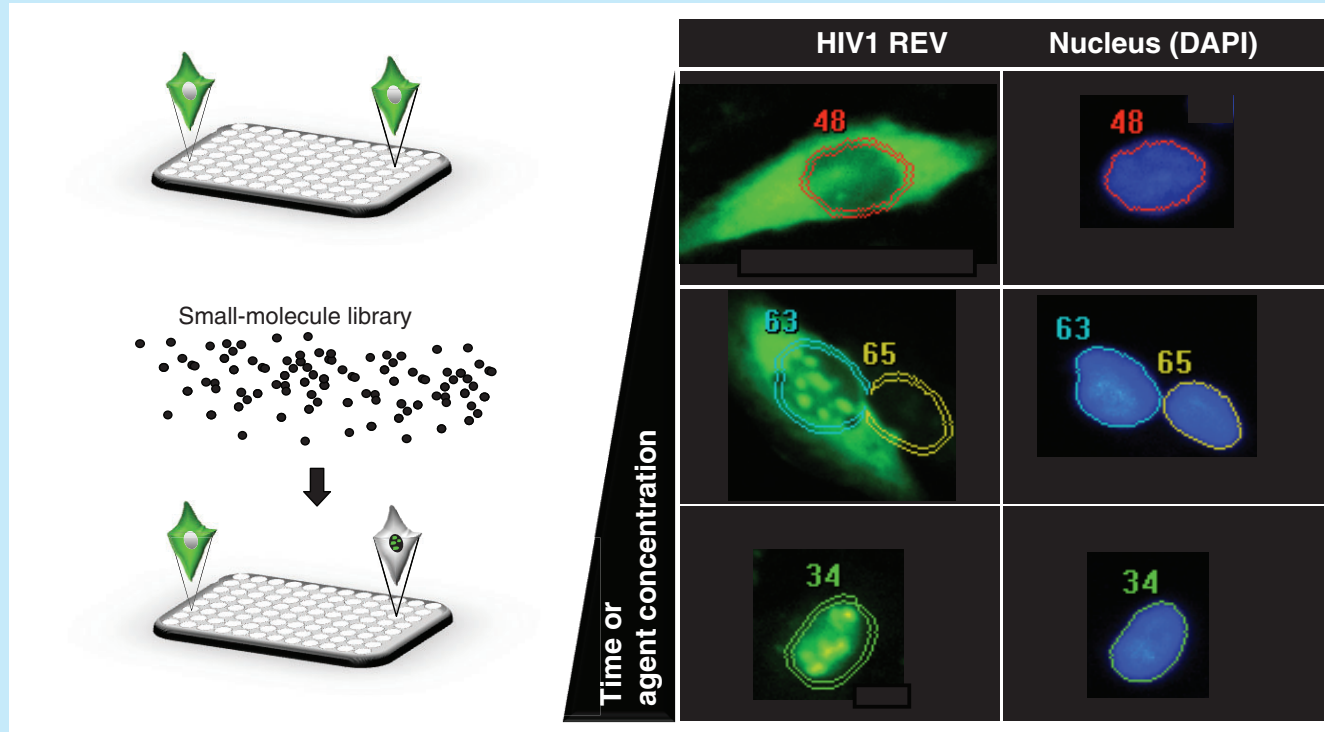 HIV1 REV
Nucleus (DAPI)
48
48
Small-molecule library
63
65
63
65
Time or
agent concentration
34
34